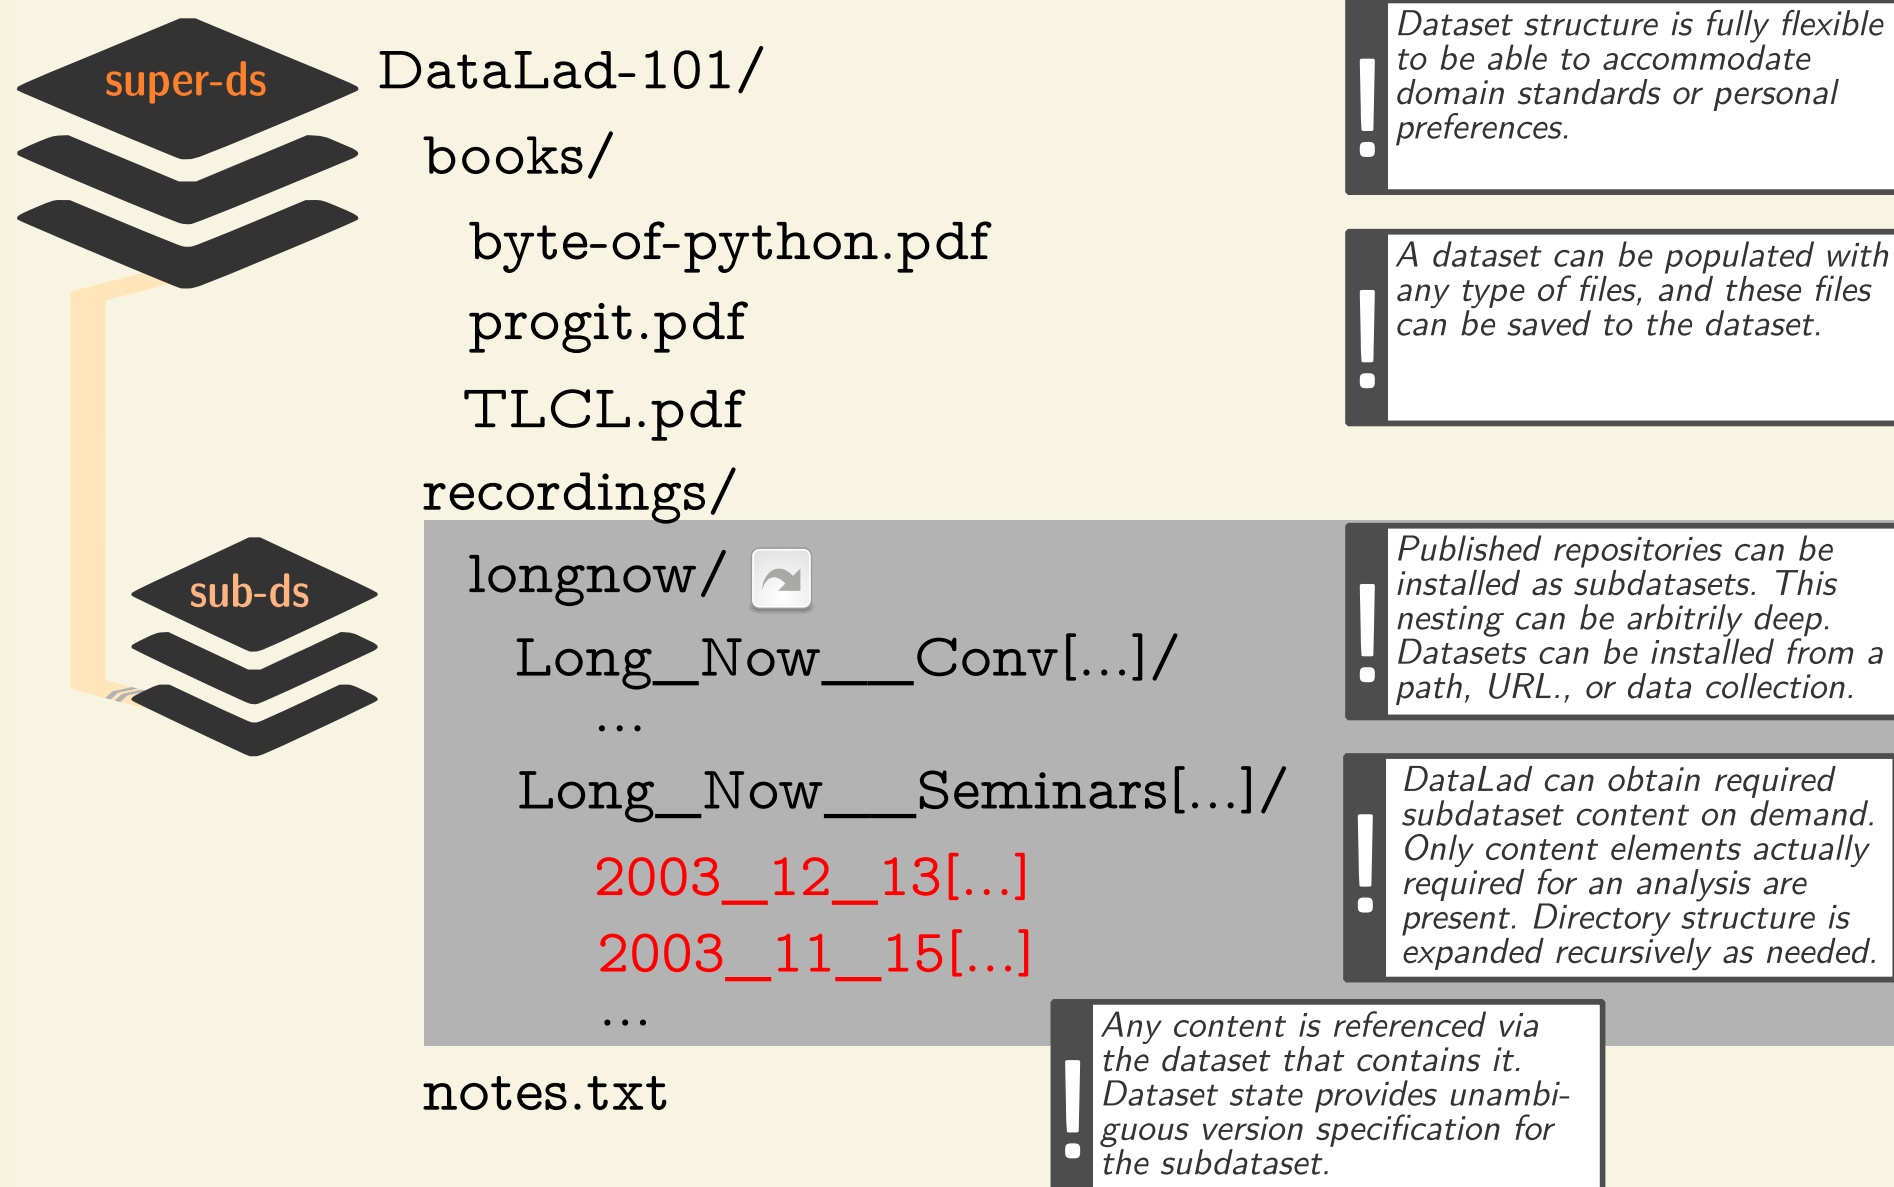 super-ds
DataLad-101/
books/
byte-of-python.pdf
progit.pdf
TLCL.pdf
recordings/
sub-ds
longnow/
Long__Now___Conv[...]/
...
Long__Now___Seminars[...]/
2003__12__13[...]
2003__11__15[...]
...
notes.txt
!
Dataset structure is fully flexible
to be able to accommodate
domain standards or personal
preferences.
!
A dataset can be populated with
any type of files, and these files
can be saved to the dataset.
!
Published repositories can be
installed as subdatasets. This
nesting can be arbitrily deep.
Datasets can be installed from a
path, URL., or data collection.
!
DataLad can obtain required
subdataset content on demand.
Only content elements actually
required for an analysis are
present. Directory structure is
expanded recursively as needed.
!
Any content is referenced via
the dataset that contains it.
Dataset state provides unambi-
guous version specification for
the subdataset.